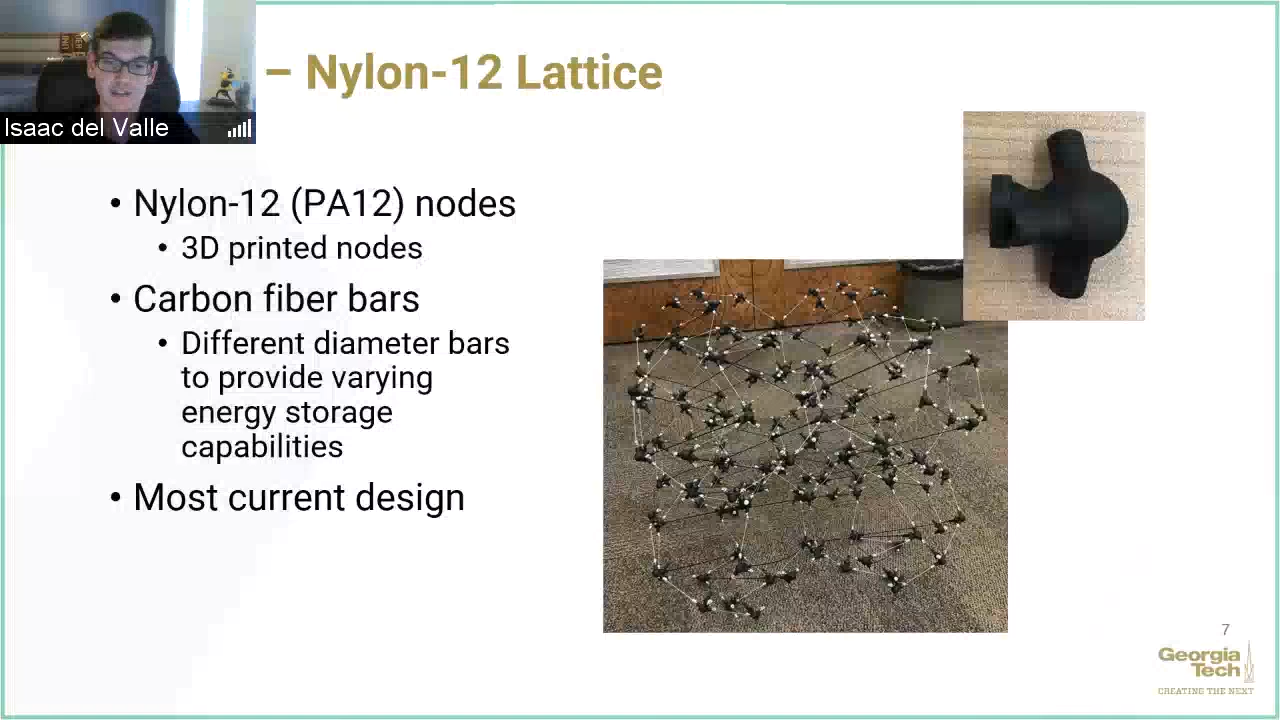 – Nylon-12 Lattice
Isaac del Valle
• Nylon-12 (PA12) nodes
• 3D printed nodes
• Carbon fiber bars
• Different diameter bars
to provide varying
energy storage
capabilities
• Most current design
7
Georgia
Tech
CREATING THE NEXT